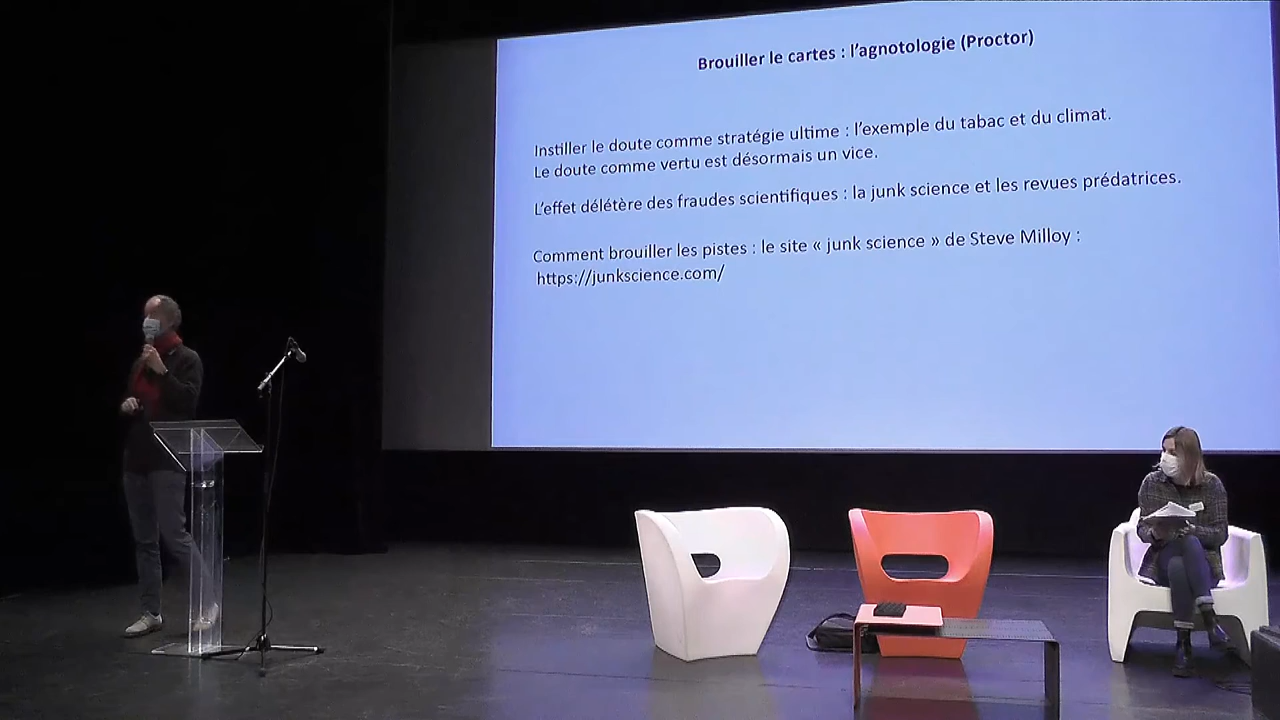 Brouiller le cartes : l'agnotologie (Proctor)
Instiller le doute comme stratégie ultime : l'exemple du tabac et du climat.
Le doute comme vertu est désormais un vice.
L'effet délétère des fraudes scientifiques : la junk science et les revues prédatrices.
Comment brouiller les pistes : le site « junk science » de Steve Milloy :
https://junkscience.com/